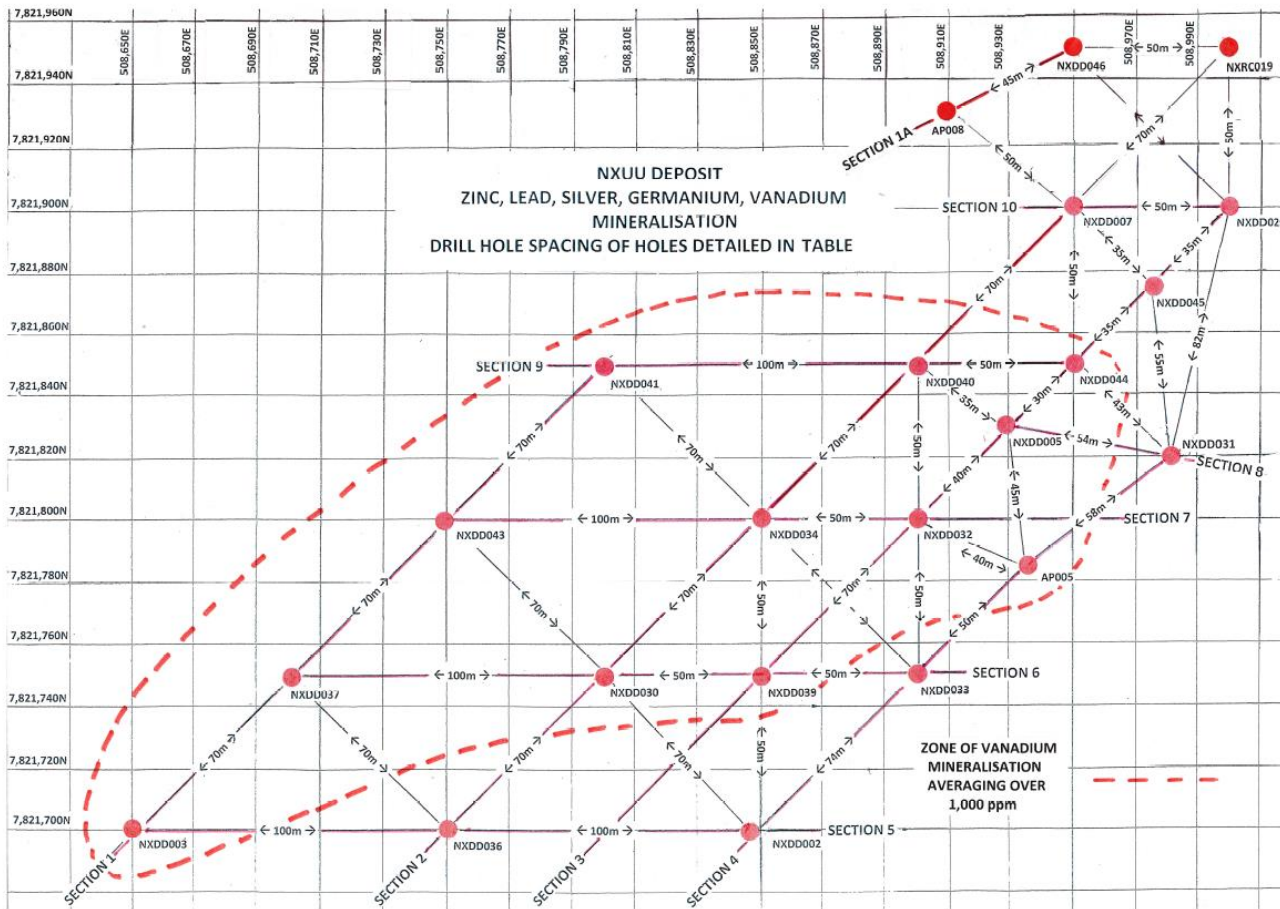 7,821,960N
508,650E
508,670E
508,690E
508,710E
508,730E
508,750E
508,770E
508,790E
508,810E
508,830E
508,850E
508,870E
508,890E
508,910E
508,930E
508,970E
508,990E
← 50m →
NXDD046
NXRC019
7,821,940N
← 45m →
AP008
SECTION 1A
7,821,920N
← 50m →
← 70m →
← 50m →
NXUU DEPOSIT
ZINC, LEAD, SILVER, GERMANIUM, VANADIUM
MINERALISATION
DRILL HOLE SPACING OF HOLES DETAILED IN TABLE
7,821,900N
SECTION 10
← 50m →
NXDD007
NXDD02
← 35m →
← 35m →
← 50m →
← 70m →
7,821,880N
NXDD045
← 35m →
← 82m →
← 55m →
7,821,860N
SECTION 9
← 100m →
← 50m →
NXDD041
NXDD040
NXDD044
7,821,840N
← 35m →
← 30m →
← 43m →
NXDD005
← 54m →
NXDD031
SECTION 8
7,821,820N
← 70m →
← 70m →
← 70m →
← 50m →
← 40m →
← 45m →
← 58m →
7,821,800N
← 100m →
← 50m →
SECTION 7
NXDD043
NXDD034
NXDD032
← 40m →
AP005
7,821,780N
← 70m →
← 70m →
← 70m →
← 50m →
← 70m →
← 50m →
← 50m →
7,821,760N
← 100m →
← 50m →
← 50m →
SECTION 6
NXDD037
NXDD030
NXDD039
NXDD033
7,821,740N
← 70m →
← 70m →
← 70m →
← 70m →
← 50m →
← 74m →
ZONE OF VANADIUM
MINERALISATION
AVERAGING OVER
1,000 ppm
7,821,720N
7,821,700N
← 100m →
← 100m →
SECTION 5
NXDD003
NXDD036
NXDD002
SECTION 1
SECTION 2
SECTION 3
SECTION 4